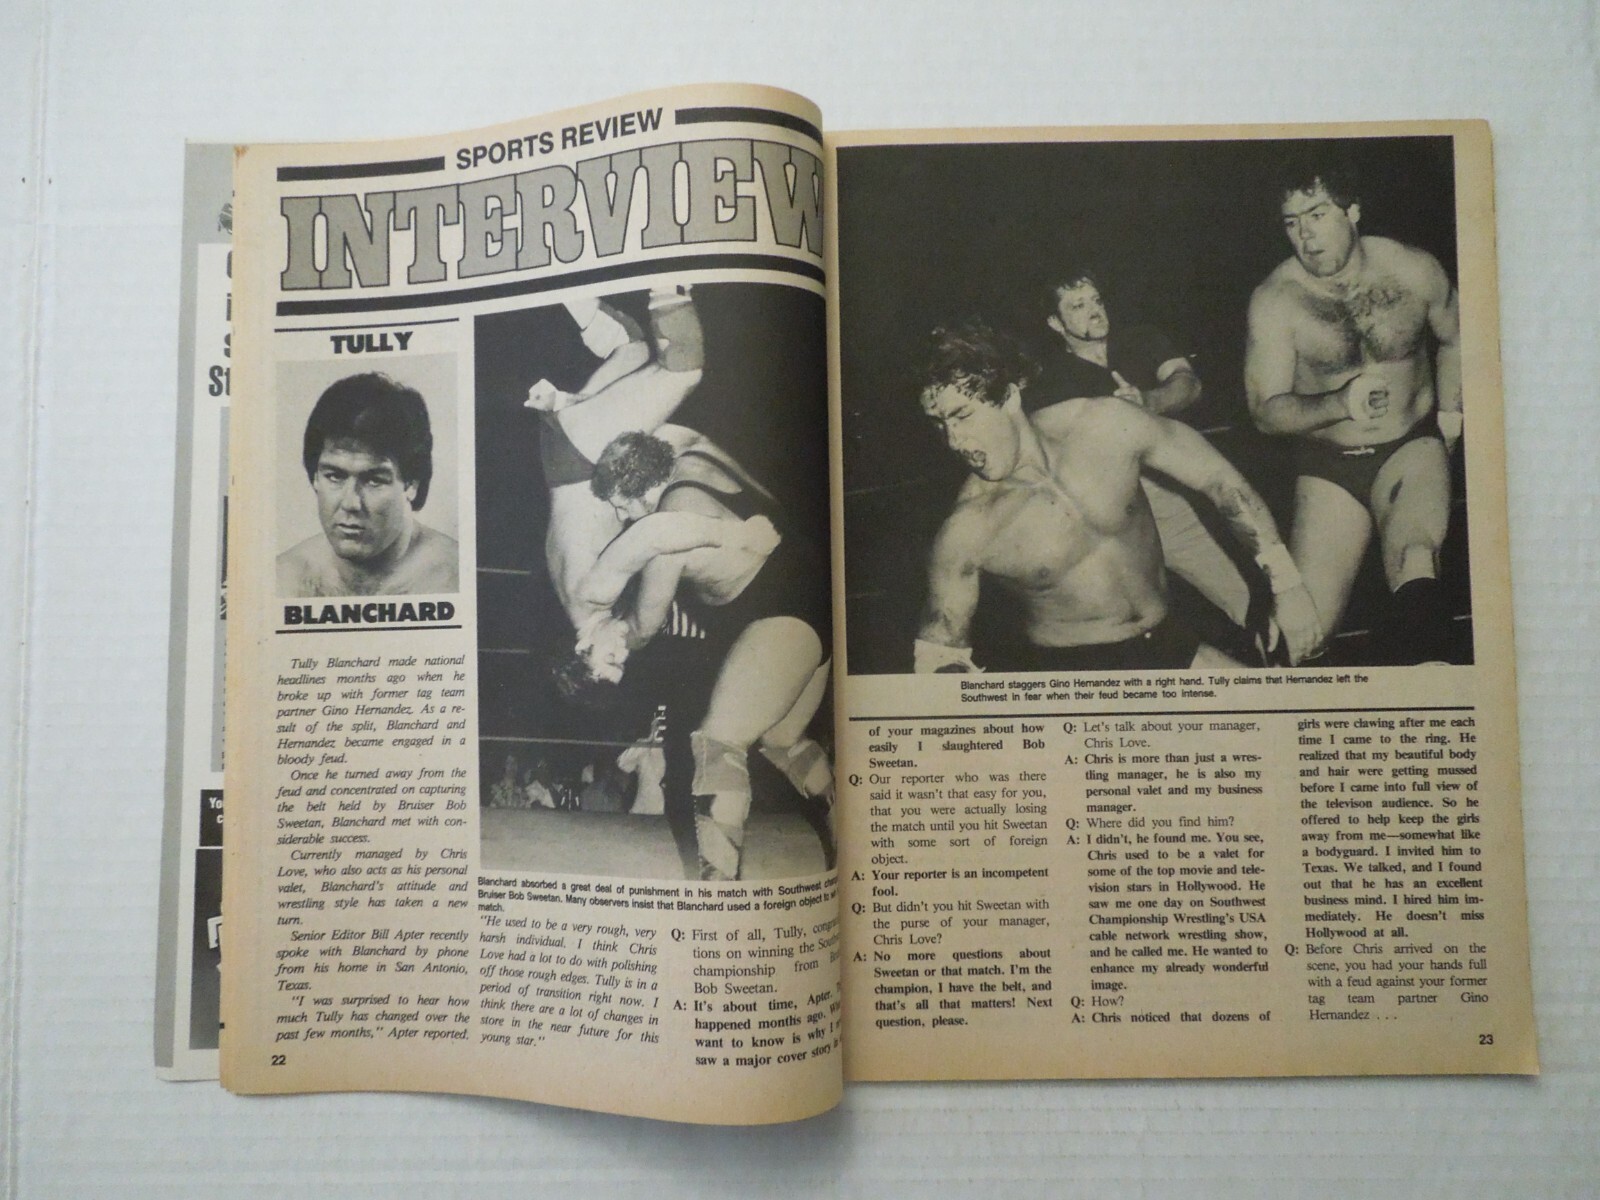 SPORTS REVIEW
INTERVIEW
TULLY
BLANCHARD
Tully Blanchard made national
headlines months ago when he
broke up with former tag team
partner Gino Hernandez. As a re-
sult of the split, Blanchard and
Hernandez became engaged in a
bloody feud.
Once he turned away from the
feud and concentrated on capturing
the belt held by Bruiser Bob
Sweetan, Blanchard met with con-
siderable success.
Currently managed by Chris
Love, who also acts as his personal
valet, Blanchard's attitude and
wrestling style has taken a new
turn.
Senior Editor Bill Apter recently
spoke with Blanchard by phone
from his home in San Antonio,
Texas.
"I was surprised to hear how
much Tully has changed over the
past few months," Apter reported.
22
Blanchard absorbed a great deal of punishment in his match with Southwest
Bruiser Bob Sweetan. Many observers insist that Blanchard used a foreign object to
match.
"He used to be a very rough, very
harsh individual. I think Chris
Love had a lot to do with polishing
off those rough edges. Tully is in a
period of transition right now. I
think there are a lot of changes in
store in the near future for this
young star."
Q: First of all, Tully,
tions on winning the
championship from
Bob Sweetan.
A: It's about time, Apter.
happened months ago.
want to know is why I
saw a major cover story
Blanchard staggers Gino Hernandez with a right hand. Tully claims that Hernandez left the
Southwest in fear when their feud became too intense.
of your magazines about how
easily I slaughtered Bob
Sweetan.
Q: Our reporter who was there
said it wasn't that easy for you,
that you were actually losing
the match until you hit Sweetan
with some sort of foreign
object.
A: Your reporter is an incompetent
fool.
Q: But didn't you hit Sweetan with
the purse of your manager,
Chris Love?
A: No more questions about
Sweetan or that match. I'm the
champion, I have the belt, and
that's all that matters! Next
question, please.
Q: Let's talk about your manager,
Chris Love.
A: Chris is more than just a wres-
tling manager, he is also my
personal valet and my business
manager.
Q: Where did you find him?
A: I didn't, he found me. You see,
Chris used to be a valet for
some of the top movie and tele-
vision stars in Hollywood. He
saw me one day on Southwest
Championship Wrestling's USA
cable network wrestling show,
and he called me. He wanted to
enhance my already wonderful
image.
Q: How?
A: Chris noticed that dozens of
girls were clawing after me each
time I came to the ring. He
realized that my beautiful body
and hair were getting mussed
before I came into full view of
the televison audience. So he
offered to help keep the girls
away from me—somewhat like
a bodyguard. I invited him to
Texas. We talked, and I found
out that he has an excellent
business mind. I hired him im-
mediately. He doesn't miss
Hollywood at all.
Q: Before Chris arrived on the
scene, you had your hands full
with a feud against your former
tag team partner Gino
Hernandez . . .
23